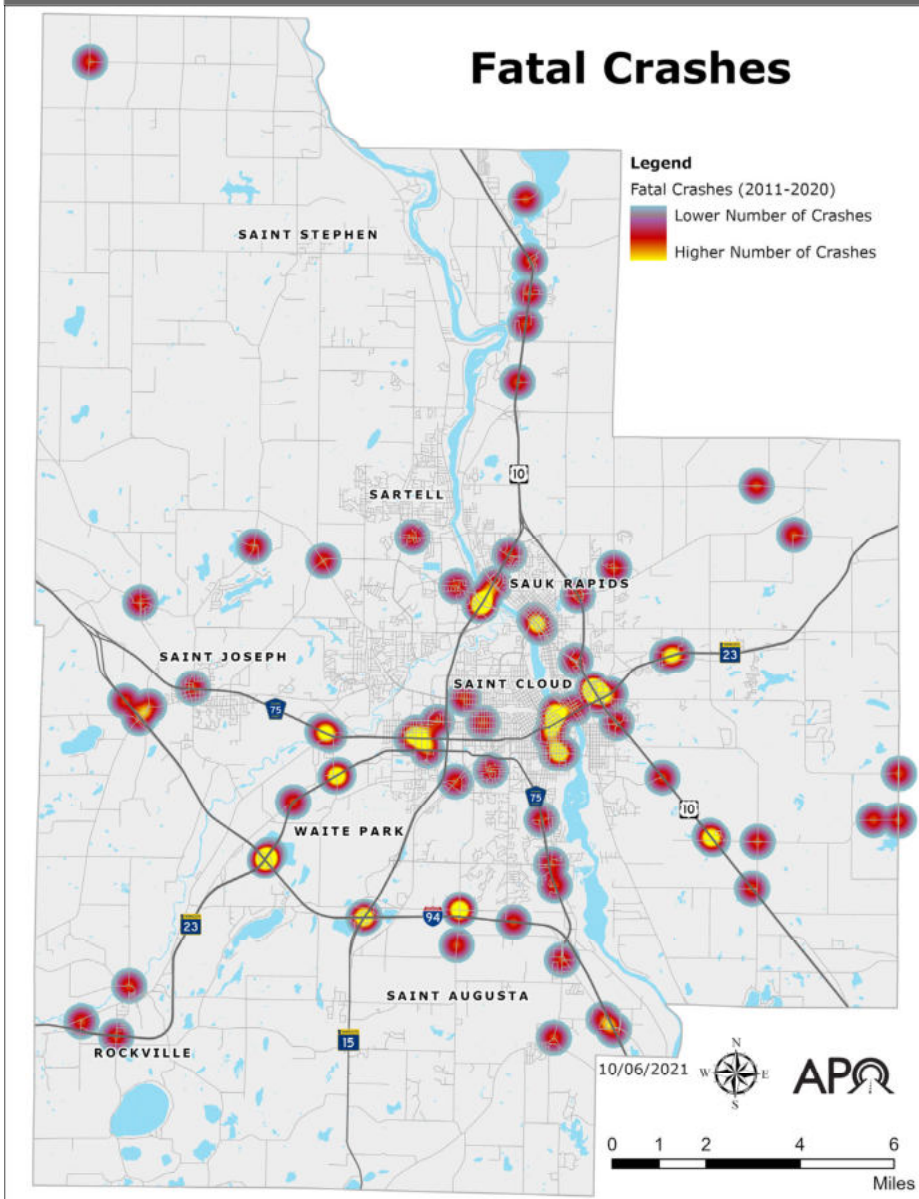 Fatal Crashes
Legend
Fatal Crashes (2011-2020)
Lower Number of Crashes
Higher Number of Crashes
SAINT STEPHEN
10
SARTELL
SAUK RAPIDS
SAINT JOSEPH
23
SAINT CLOUD
75
75
10
WAITE PARK
94
23
SAINT AUGUSTA
15
ROCKVILLE
10/06/2021
N
W E
S
APO
0 1 2 4 6
Miles